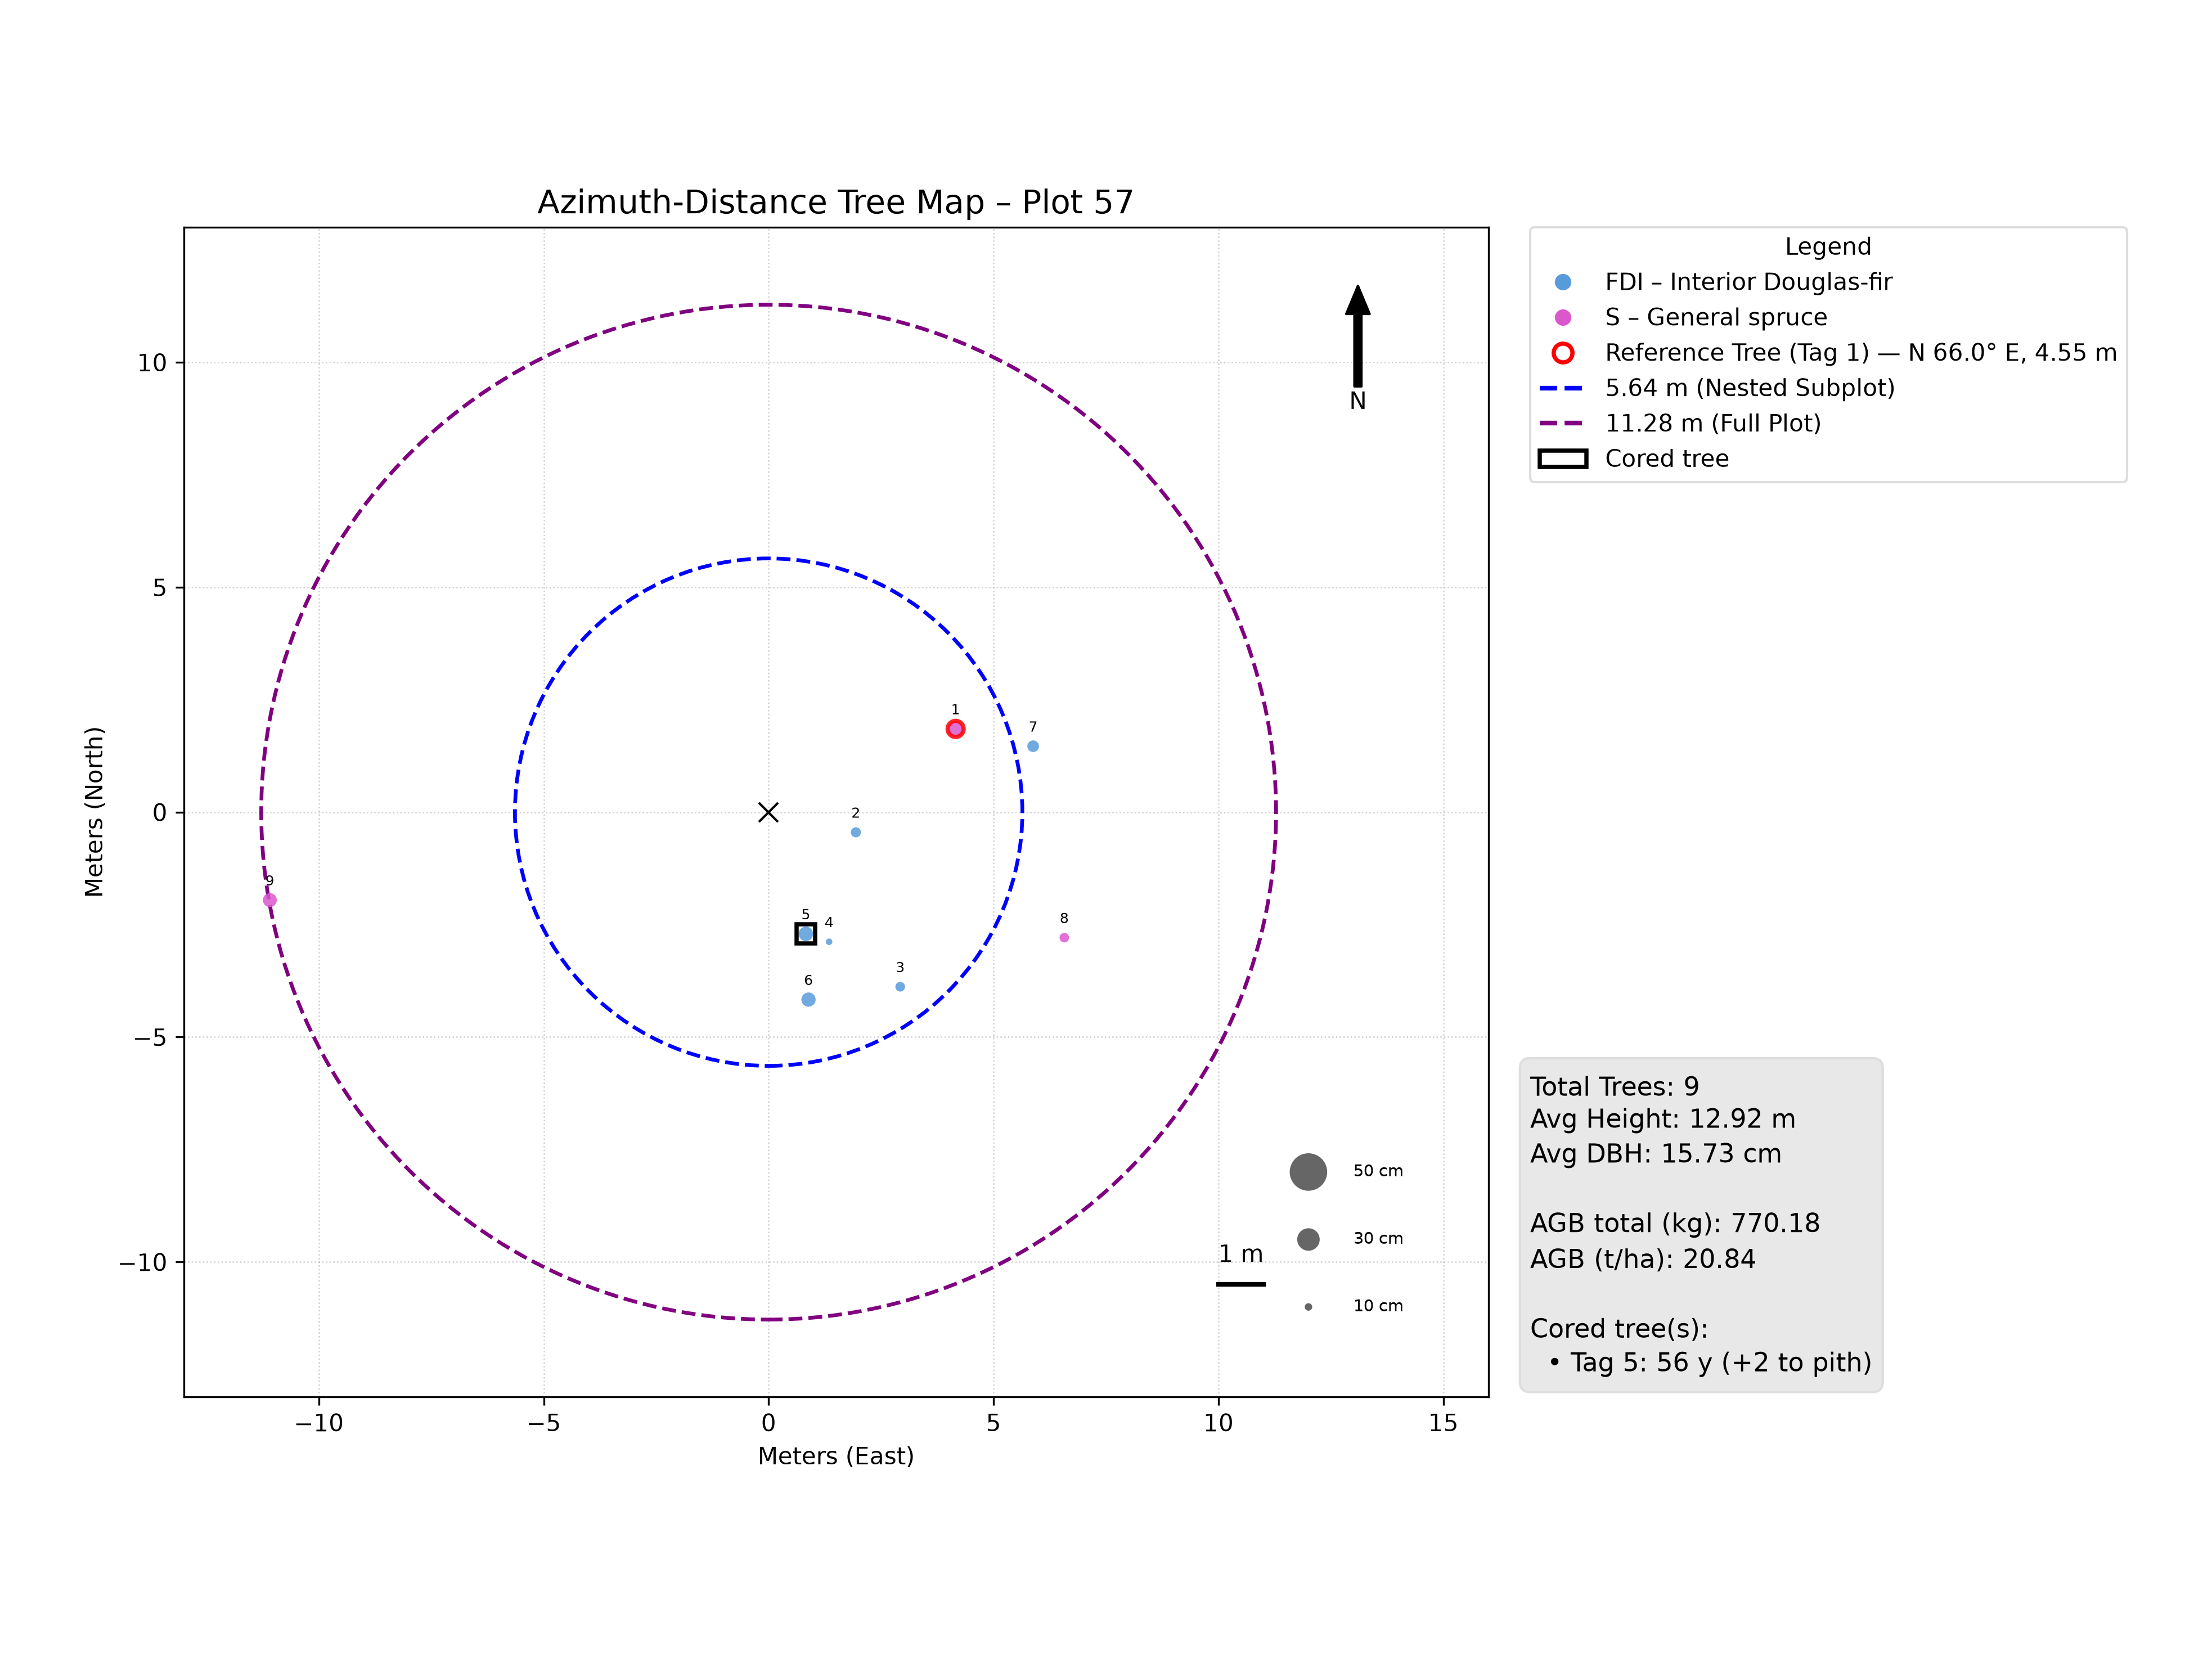 Azimuth-Distance Tree Map – Plot 57
Legend
FDI – Interior Douglas-fir
S – General spruce
Reference Tree (Tag 1) — N 66.0° E, 4.55 m
5.64 m (Nested Subplot)
11.28 m (Full Plot)
Cored tree
N
10
5
0
−5
−10
Meters (North)
1
7
2
9
5
4
8
3
6
50 cm
30 cm
1 m
10 cm
−10
−5
0
5
10
15
Meters (East)
Total Trees: 9
Avg Height: 12.92 m
Avg DBH: 15.73 cm
AGB total (kg): 770.18
AGB (t/ha): 20.84
Cored tree(s):
• Tag 5: 56 y (+2 to pith)